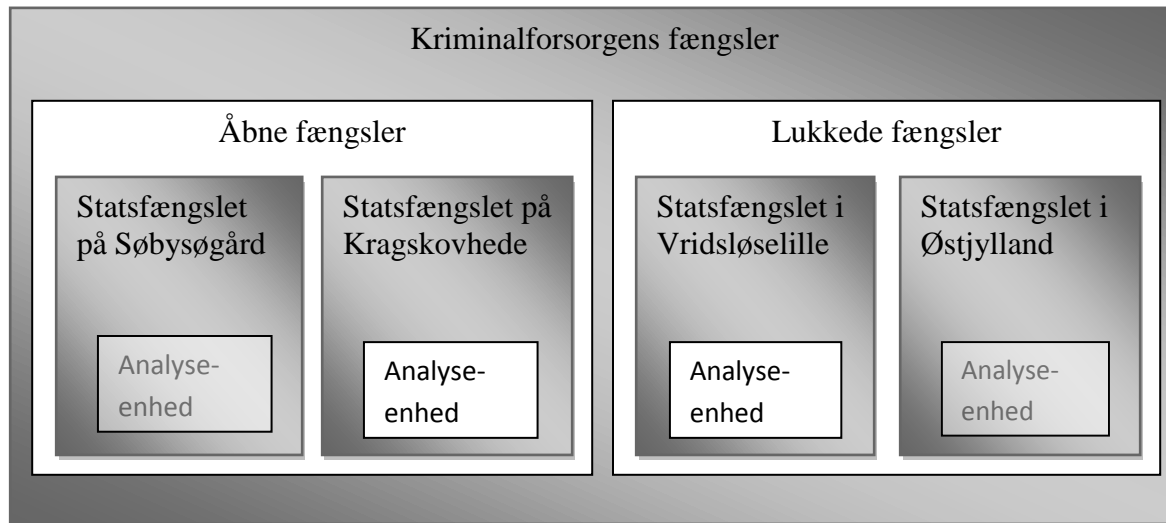 Kriminalforsorgens fængsler
Åbne fængsler
Statsfængslet
på Søbysøgård
Analyse-
enhed
Statsfængslet på
Kragskovhede
Analyse-
enhed
Lukkede fængsler
Statsfængslet i
Vridsløselille
Analyse-
enhed
Statsfængslet i
Østjylland
Analyse-
enhed